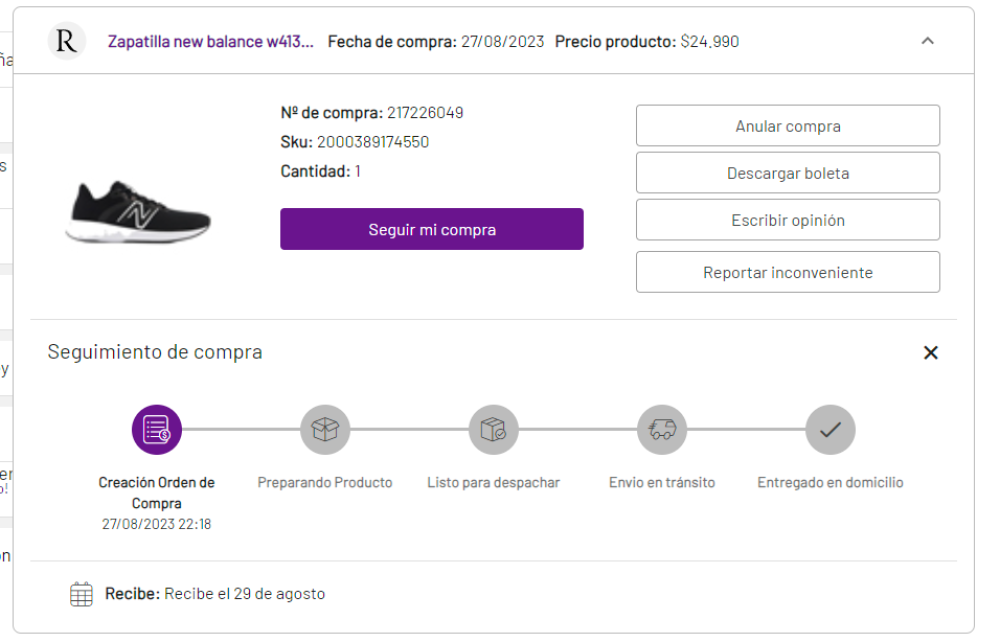 R Zapatilla new balance w413... Fecha de compra: 27/08/2023 Precio producto: $24.990
Nº de compra: 217226049
Sku: 2000389174550
Cantidad: 1
Seguir mi compra
Anular compra
Descargar boleta
Escribir opinión
Reportar inconveniente
Seguimiento de compra
Creación Orden de
Compra
27/08/2023 22:18
Preparando Producto
Listo para despachar
Envio en tránsito
Entregado en domicilio
Recibe: Recibe el 29 de agosto